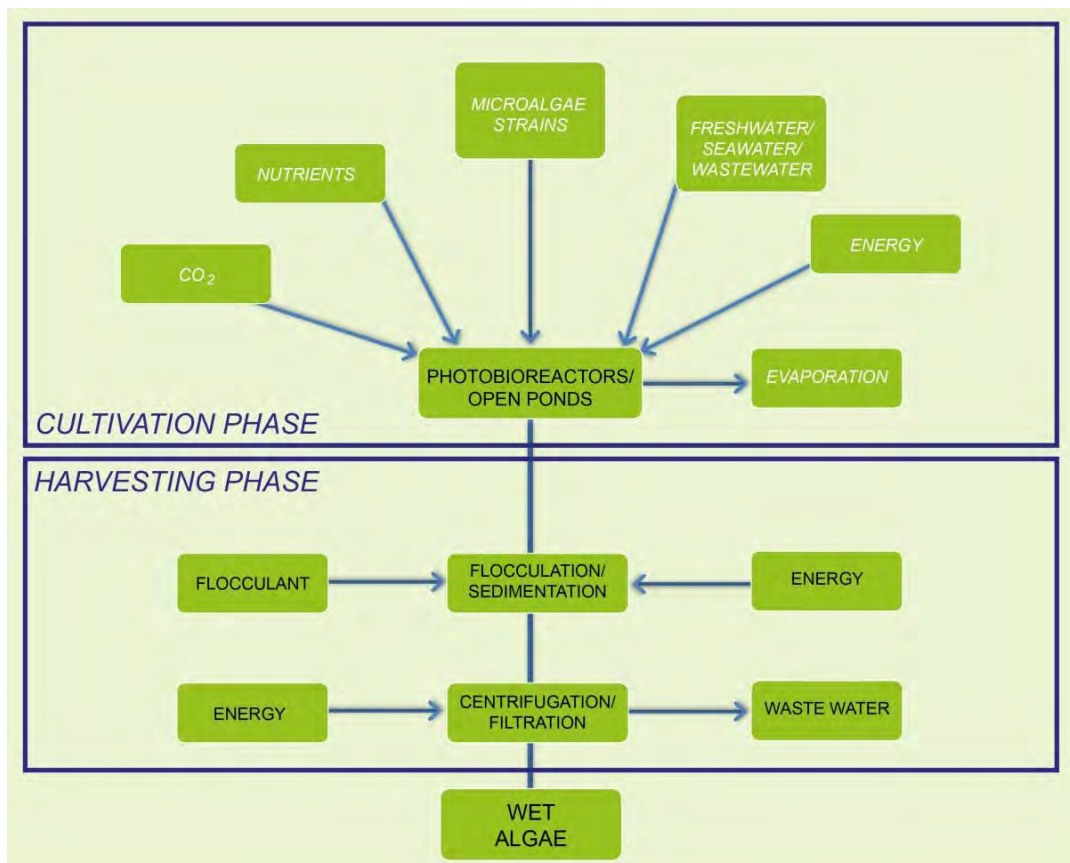 MICROALGAE
STRAINS
FRESHWATER/
SEAWATER/
WASTEWATER
NUTRIENTS
ENERGY
CO2
PHOTOBIOREACTORS/
OPEN PONDS
EVAPORATION
CULTIVATION PHASE
HARVESTING PHASE
FLOCCULANT
FLOCCULATION/
SEDIMENTATION
ENERGY
ENERGY
CENTRIFUGATION/
FILTRATION
WASTE WATER
WET
ALGAE